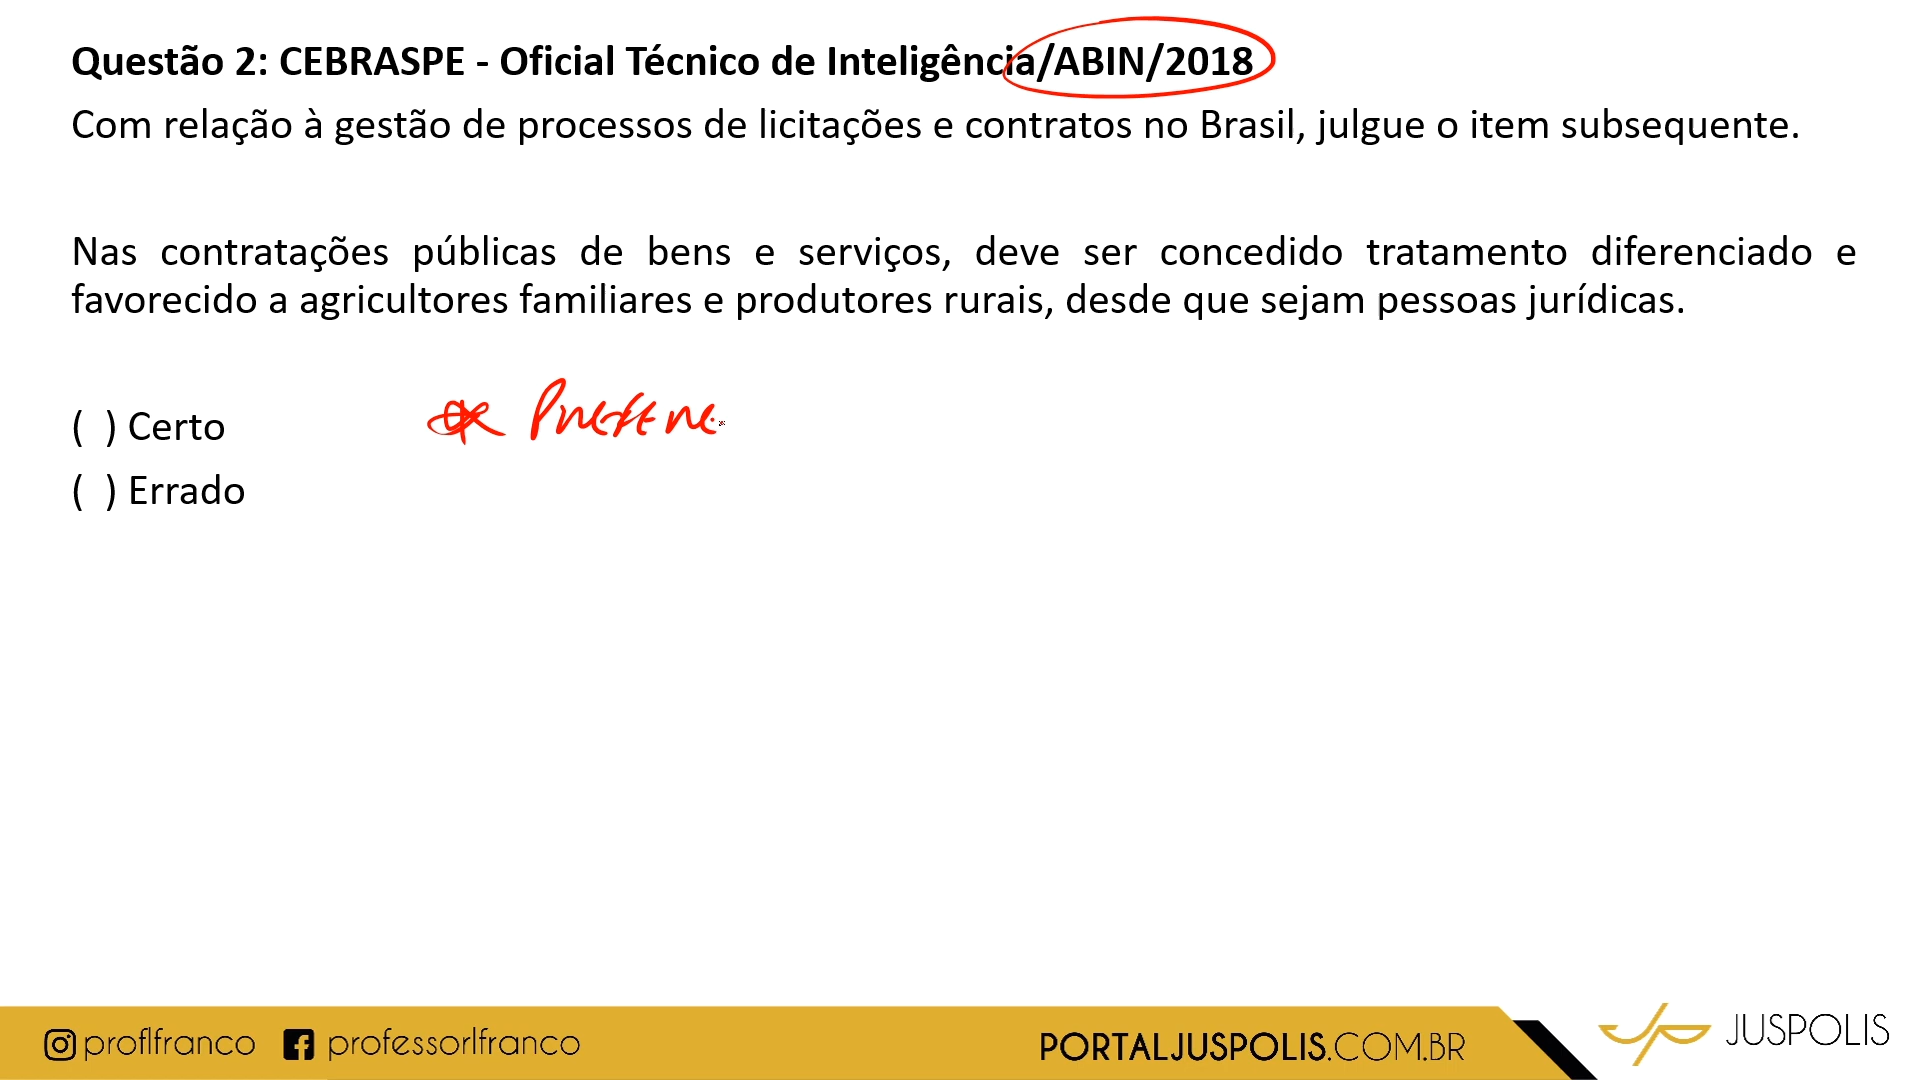 Questão 2: CEBRASPE - Oficial Técnico de Inteligência/ABIN/2018
Com relação à gestão de processos de licitações e contratos no Brasil, julgue o item subsequente.
Nas contratações públicas de bens e serviços, deve ser concedido tratamento diferenciado e
favorecido a agricultores familiares e produtores rurais, desde que sejam pessoas jurídicas.
( ) Certo
( ) Errado
proflfranco professorlfranco PORTALJUSPOLIS.COM.BR JUSPOLIS